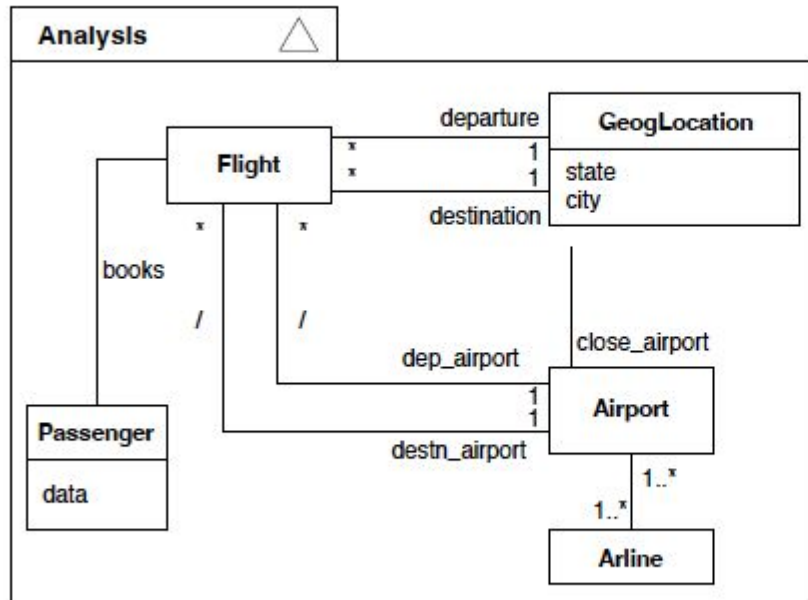 Analysis
departure
GeogLocation
Flight
*
1
*
1
state
city
destination
*
*
books
/
/
close_airport
dep_airport
1
1
Airport
Passenger
destn_airport
data
1..*
1..*
Arline